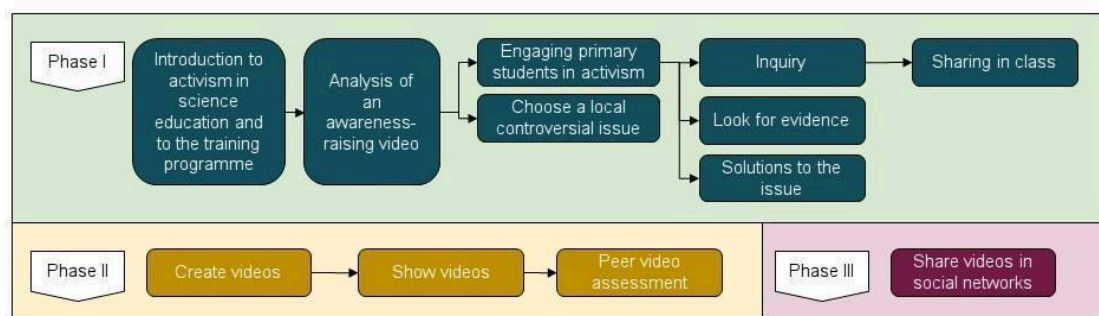 Phase I
Introduction to
activism in
science
education and
to the training
programme
Analysis of
an
awareness-
raising video
Engaging primary
students in activism
Choose a local
controversial issue
Inquiry
Look for evidence
Solutions to the
issue
Sharing in class
Phase II
Create videos
Show videos
Peer video
assessment
Phase III
Share videos in
social networks